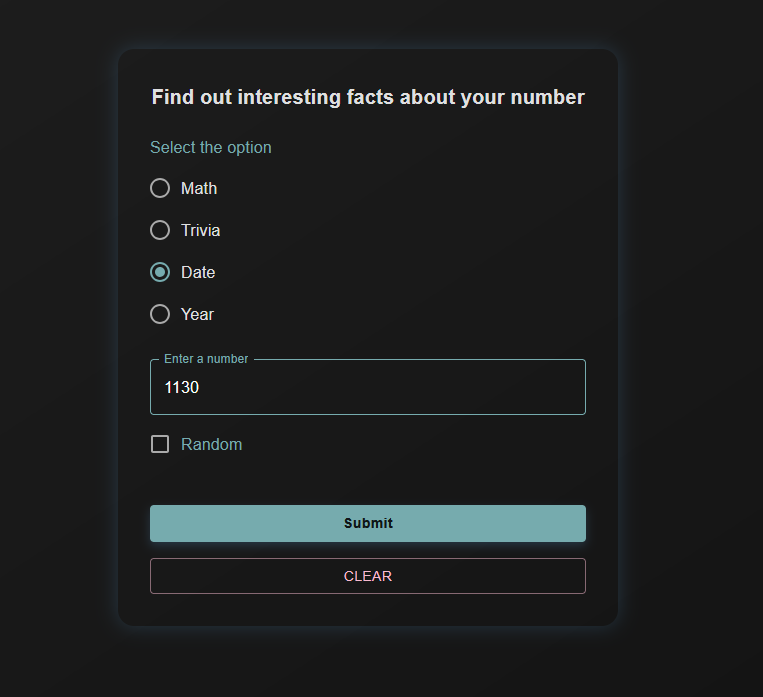 Find out interesting facts about your number
Select the option
Math
Trivia
Date
Year
Enter a number
1130
Random
Submit
CLEAR